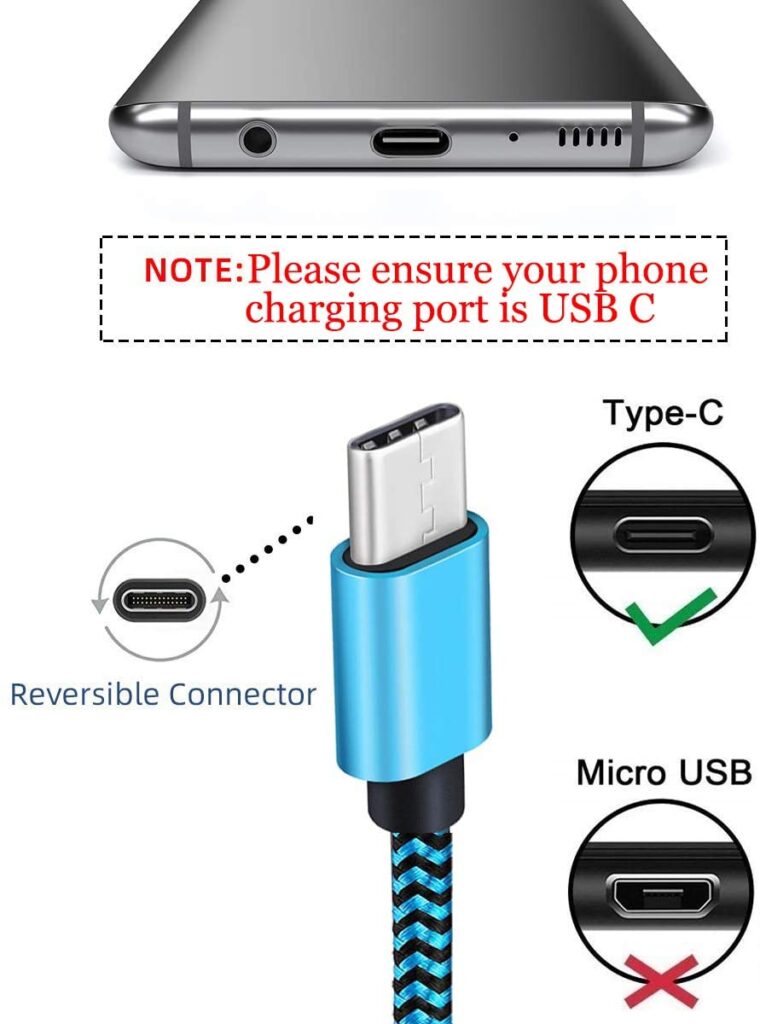 NOTE:Please ensure your phone
charging port is USB C
Type-C
Reversible Connector
Micro USB